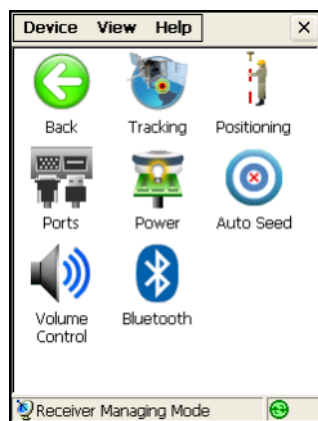 Device View Help
Back Tracking Positioning
Ports Power Auto Seed
Volume Control Bluetooth
Receiver Managing Mode